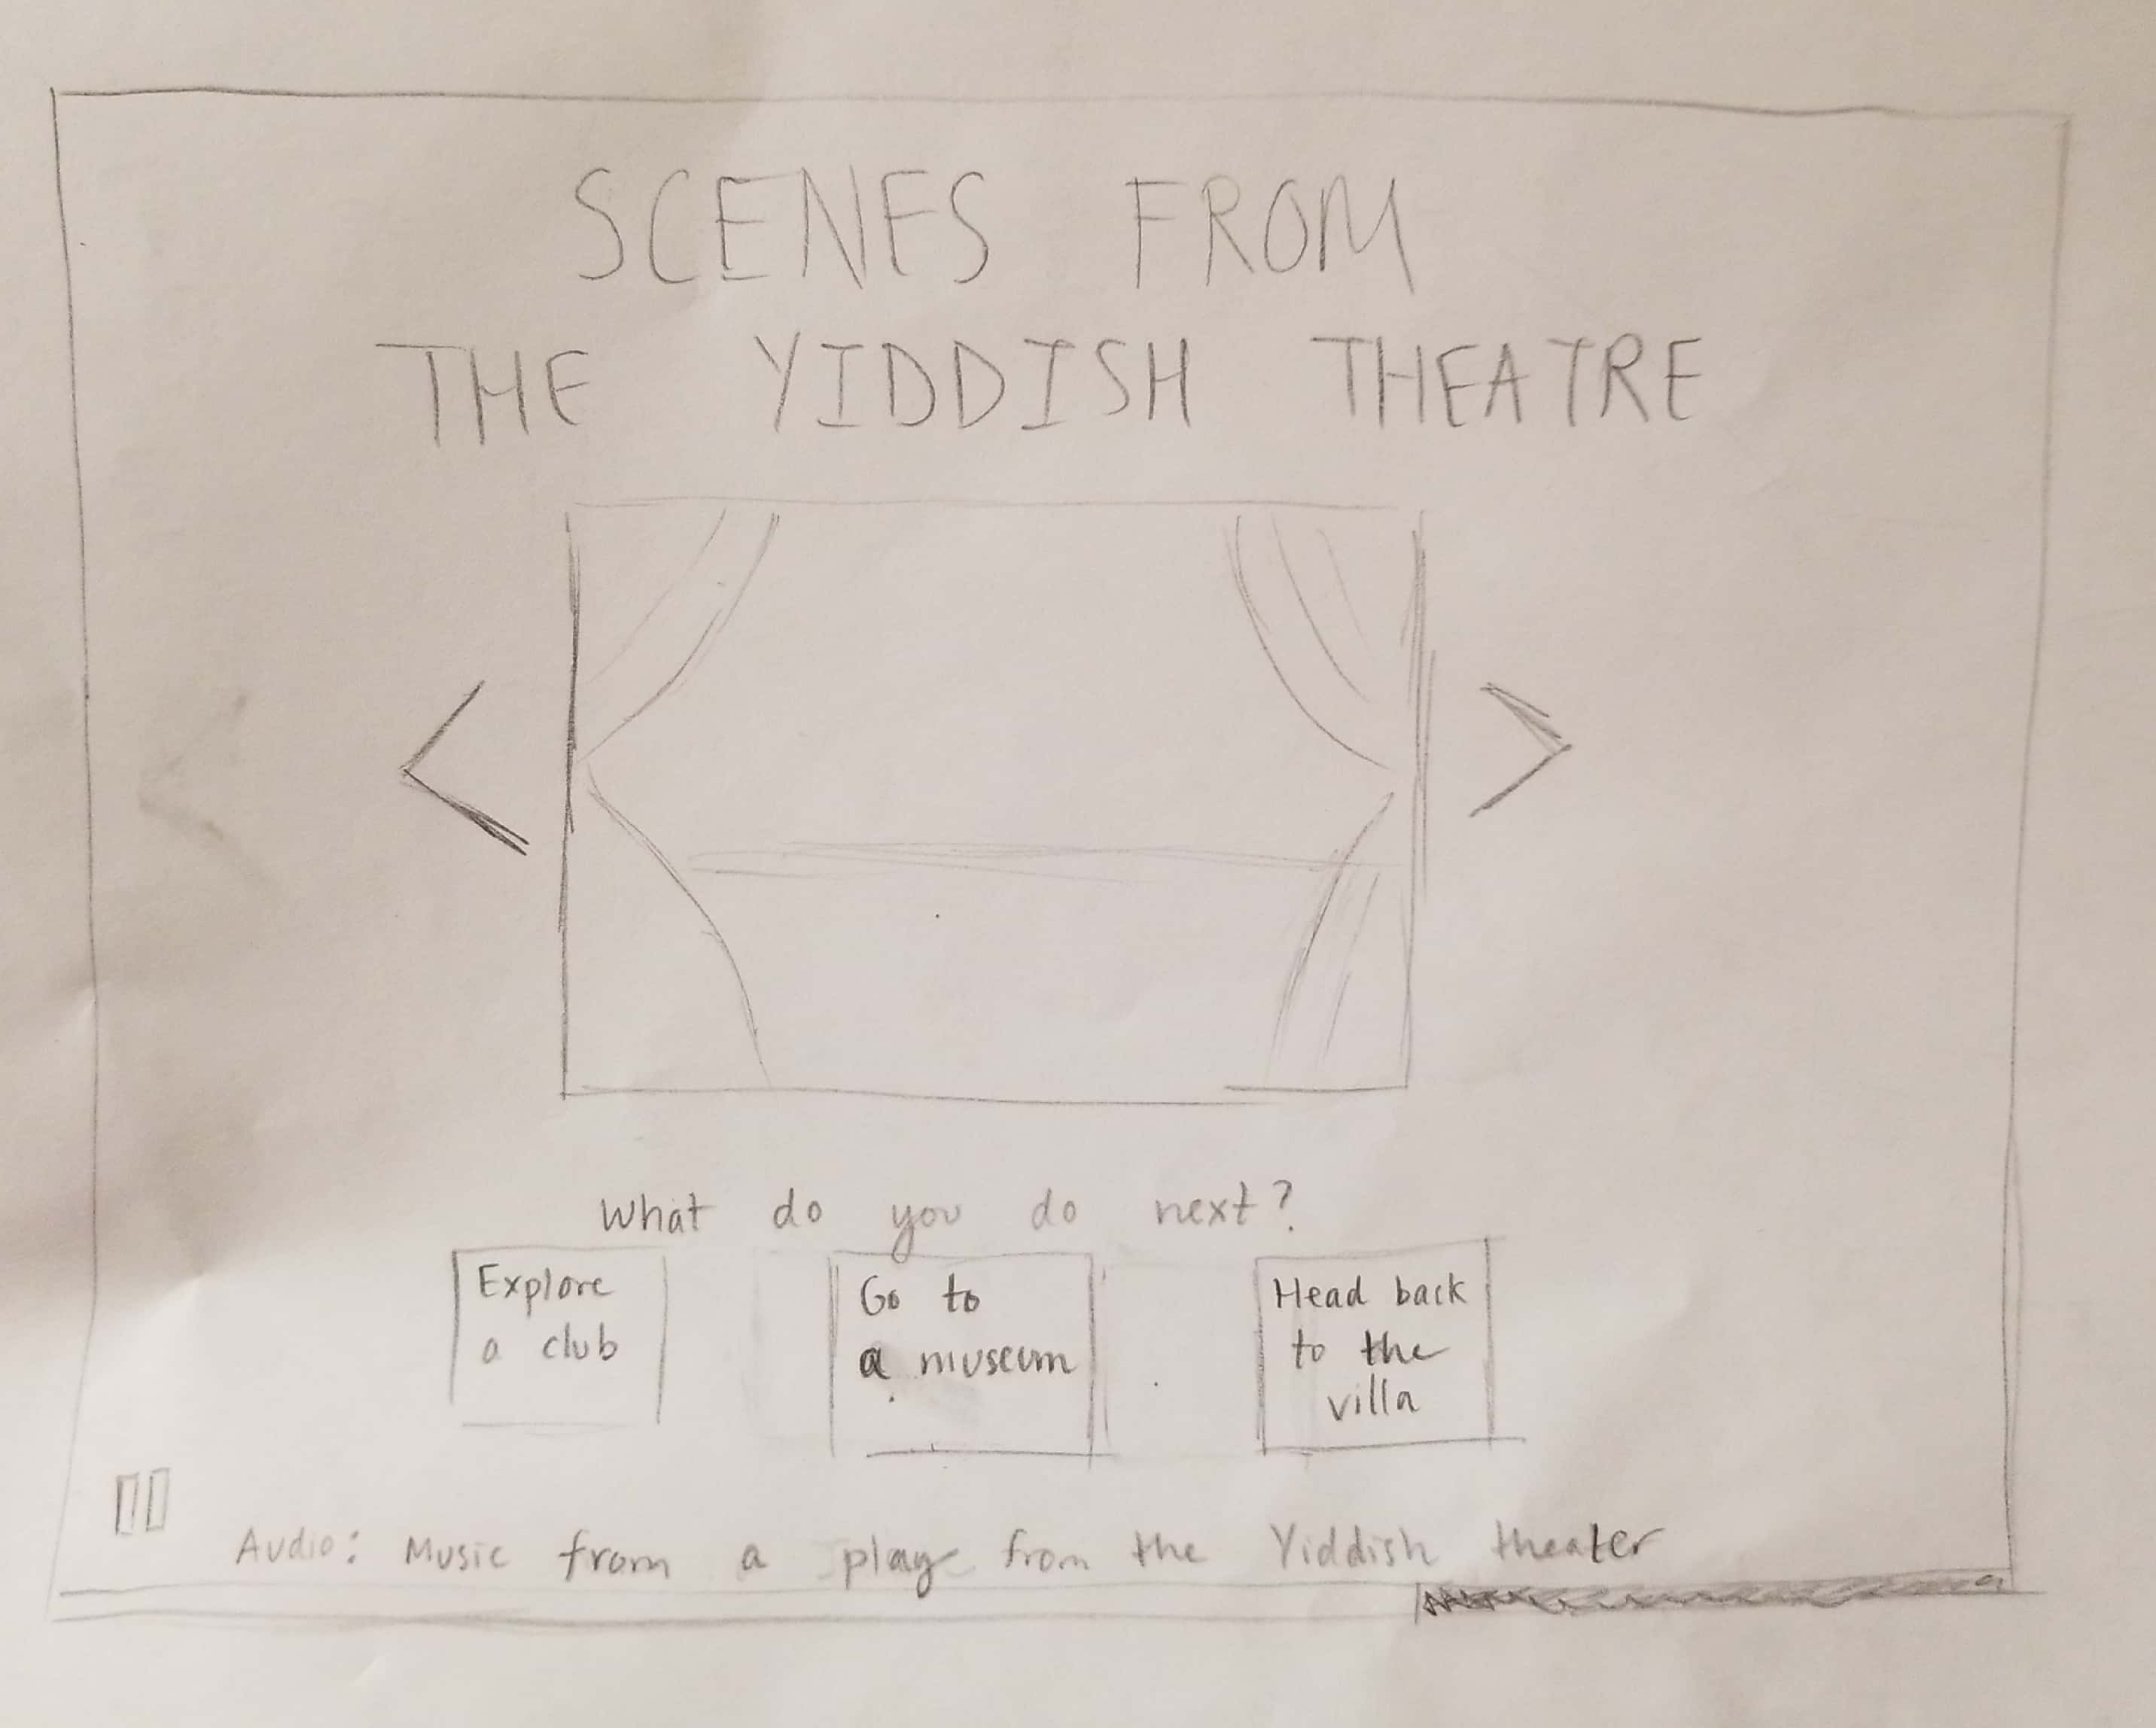 SCENES FROM
THE YIDDISH THEATRE
What do you do next?
Explore
a club
Go to
a museum
Head back
to the
villa
Audio: Music from a play from the Yiddish theater